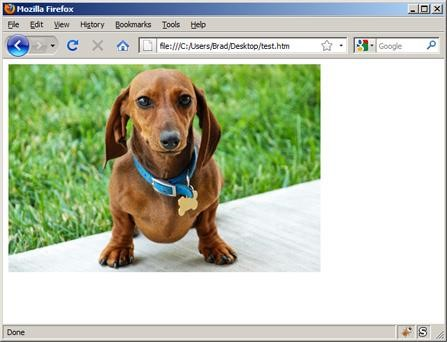 Mozilla Firefox
File Edit View History Bookmarks Tools Help
file:///C:/Users/Brad/Desktop/test.htm Google
Done